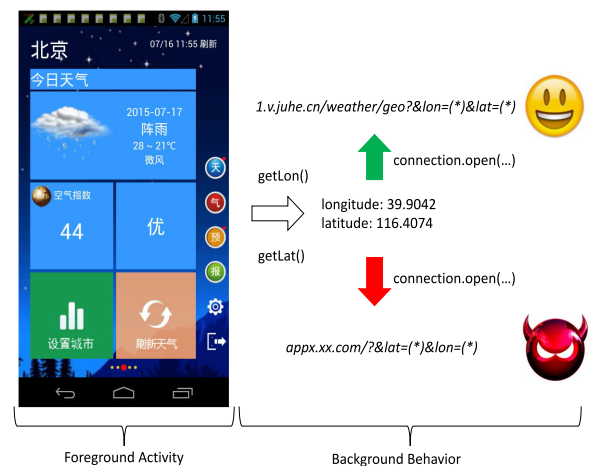 11:55
北京
07/16 11:55 刷新
今日天气
2015-07-17
阵雨
28 ~ 21℃
微风
天
空气指数
44
优
气
预
报
设置城市
刷新天气
1.v.juhe.cn/weather/geo?&lon=(*)&lat=(*)
connection.open(...)
getLon()
longitude: 39.9042
latitude: 116.4074
getLat()
connection.open(...)
appx.xx.com/?&lat=(*)&lon=(*)
Foreground Activity
Background Behavior